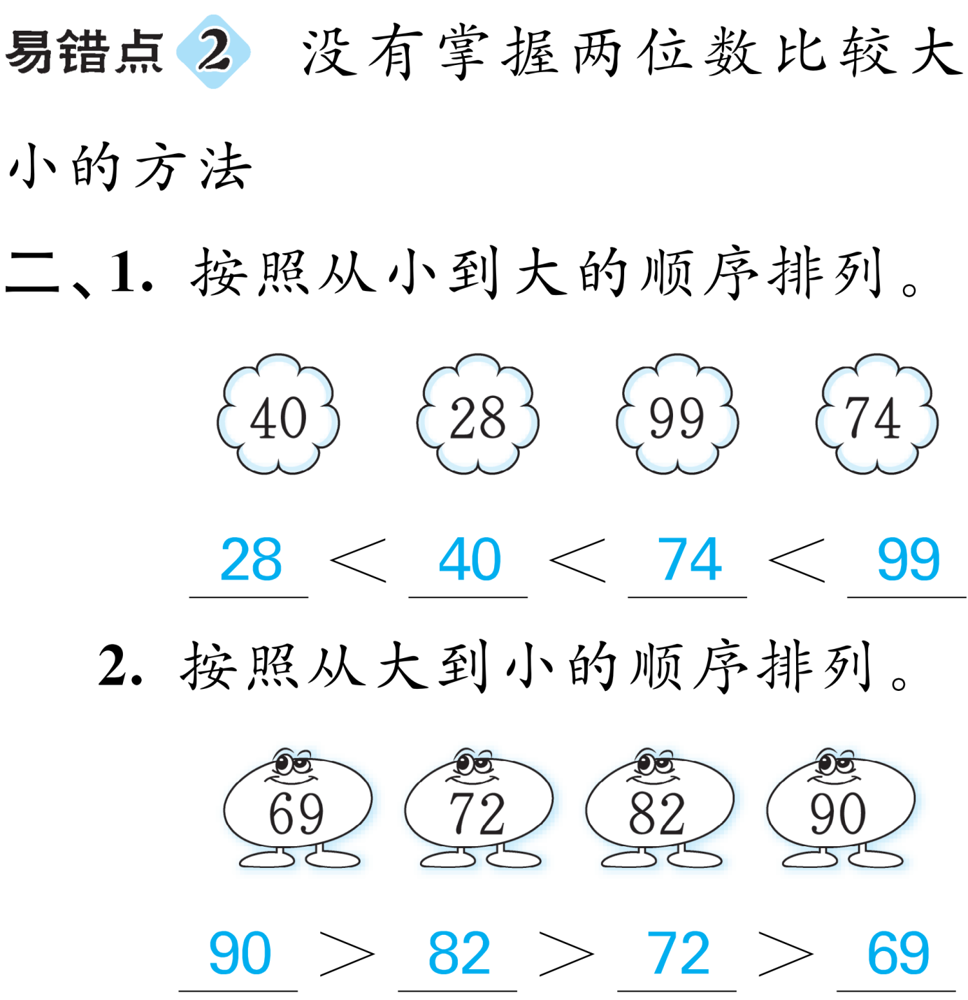 易错点2 没有掌握两位数比较大
小的方法
二、1. 按照从小到大的顺序排列。
40 28 99 74
28 < 40 < 74 < 99
2. 按照从大到小的顺序排列。
69 72 82 90
90 > 82 > 72 > 69